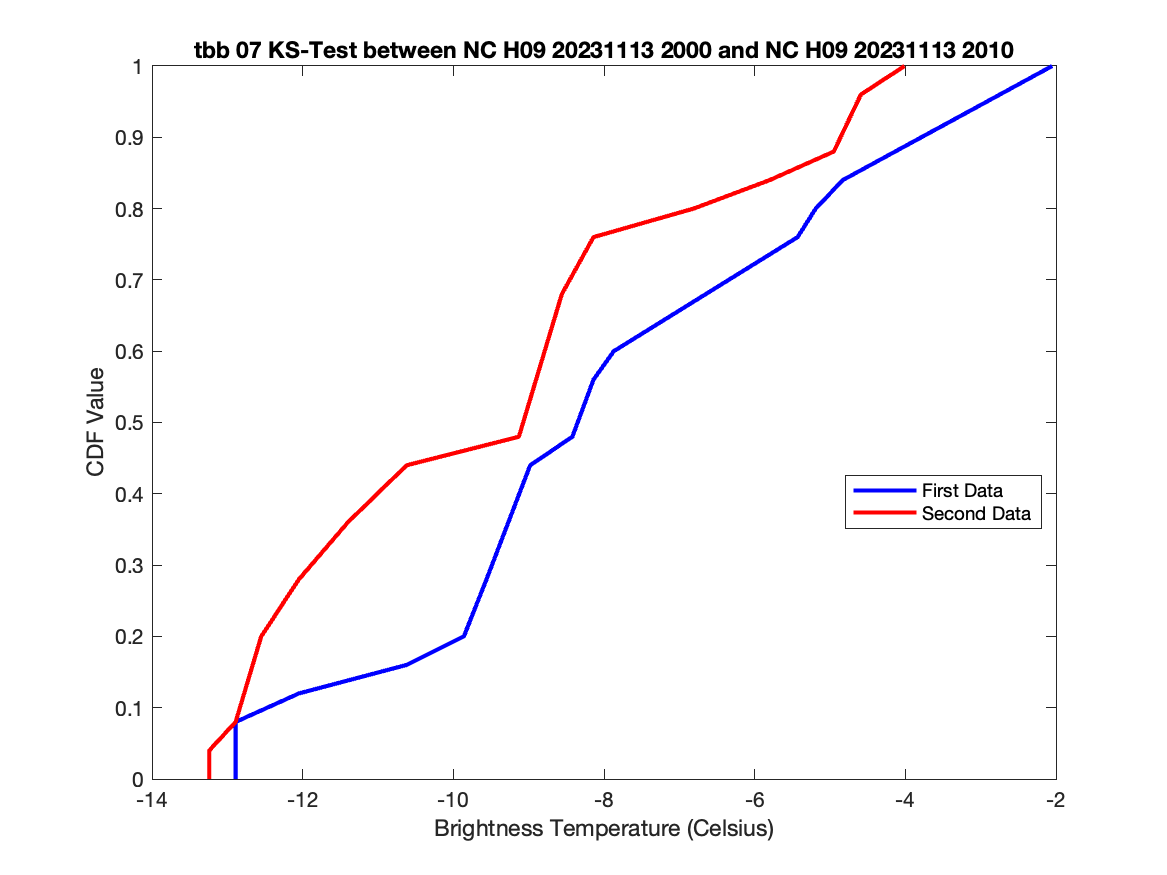 tbb 07 KS-Test between NC H09 20231113 2000 and NC H09 20231113 2010
1
0.9
0.8
0.7
0.6
0.5
0.4
0.3
0.2
0.1
0
CDF Value
First Data
Second Data
-14 -12 -10 -8 -6 -4 -2
Brightness Temperature (Celsius)